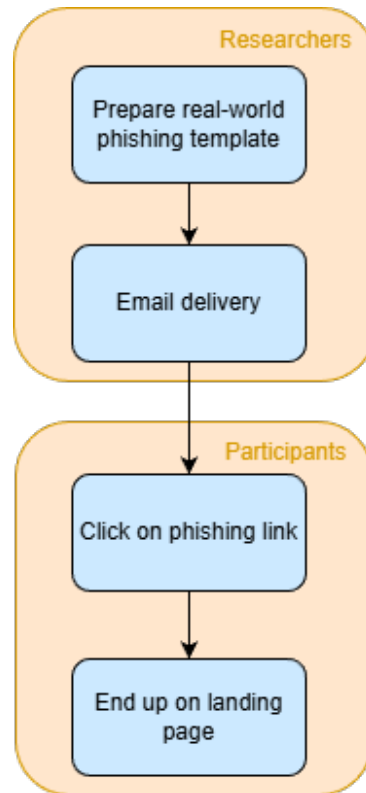 Researchers
Prepare real-world
phishing template
Email delivery
Participants
Click on phishing link
End up on landing
page